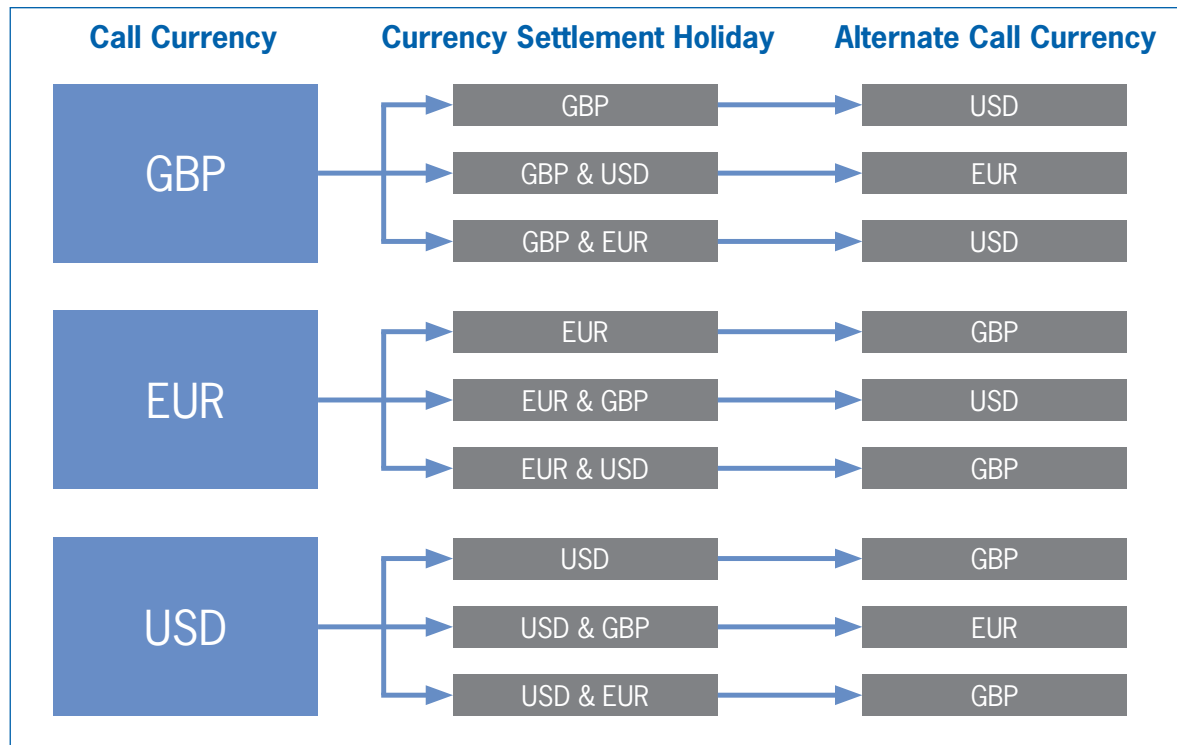 Call Currency Currency Settlement Holiday Alternate Call Currency
GBP
GBP USD
GBP & USD EUR
GBP & EUR USD
EUR
EUR GBP
EUR & GBP USD
EUR & USD GBP
USD
USD GBP
USD & GBP EUR
USD & EUR GBP